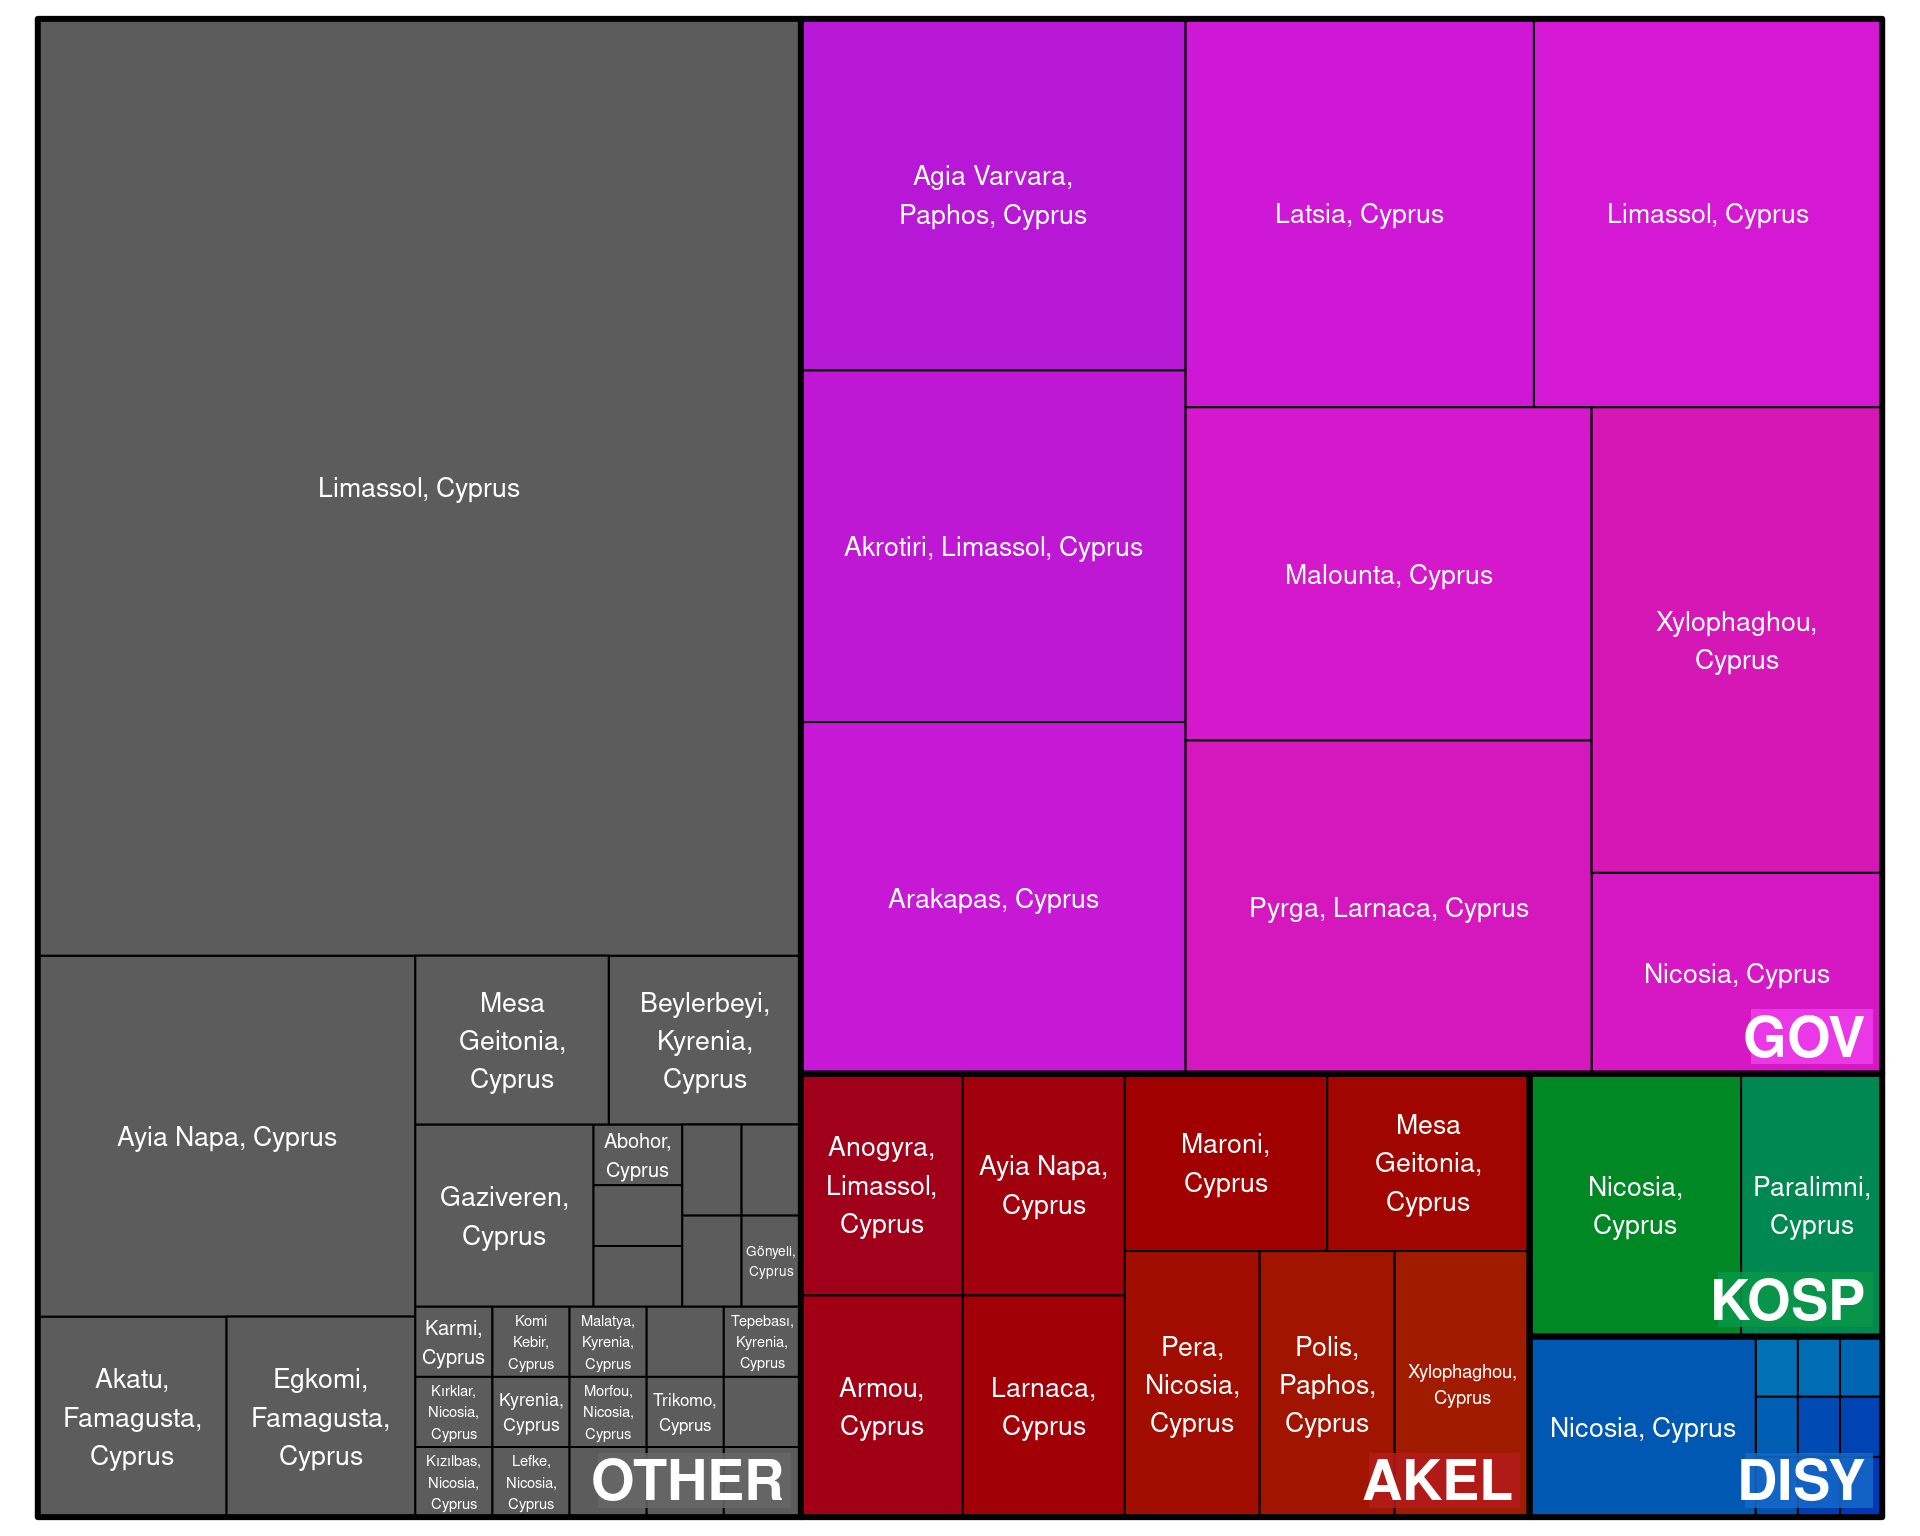 Limassol, Cyprus
Ayia Napa, Cyprus
Akatu,
Famagusta,
Cyprus
Egkomi,
Famagusta,
Cyprus
Mesa
Geitonia,
Cyprus
Beylerbeyi,
Kyrenia,
Cyprus
Gaziveren,
Cyprus
Abohor,
Cyprus
Gönyeli,
Cyprus
Karmi,
Cyprus
Komi
Kebir,
Cyprus
Malatya,
Kyrenia,
Cyprus
Tepebası,
Kyrenia,
Cyprus
Kırklar,
Nicosia,
Cyprus
Kyrenia,
Cyprus
Morfou,
Nicosia,
Cyprus
Trikomo,
Cyprus
Kızılbas,
Nicosia,
Cyprus
Lefke,
Nicosia,
Cyprus
OTHER
Agia Varvara,
Paphos, Cyprus
Latsia, Cyprus
Limassol, Cyprus
Akrotiri, Limassol, Cyprus
Malounta, Cyprus
Xylophaghou,
Cyprus
Arakapas, Cyprus
Pyrga, Larnaca, Cyprus
Nicosia, Cyprus
GOV
Anogyra,
Limassol,
Cyprus
Ayia Napa,
Cyprus
Maroni,
Cyprus
Mesa
Geitonia,
Cyprus
Armou,
Cyprus
Larnaca,
Cyprus
Pera,
Nicosia,
Cyprus
Polis,
Paphos,
Cyprus
Xylophaghou,
Cyprus
AKEL
Nicosia,
Cyprus
Paralimni,
Cyprus
KOSP
Nicosia, Cyprus
DISY